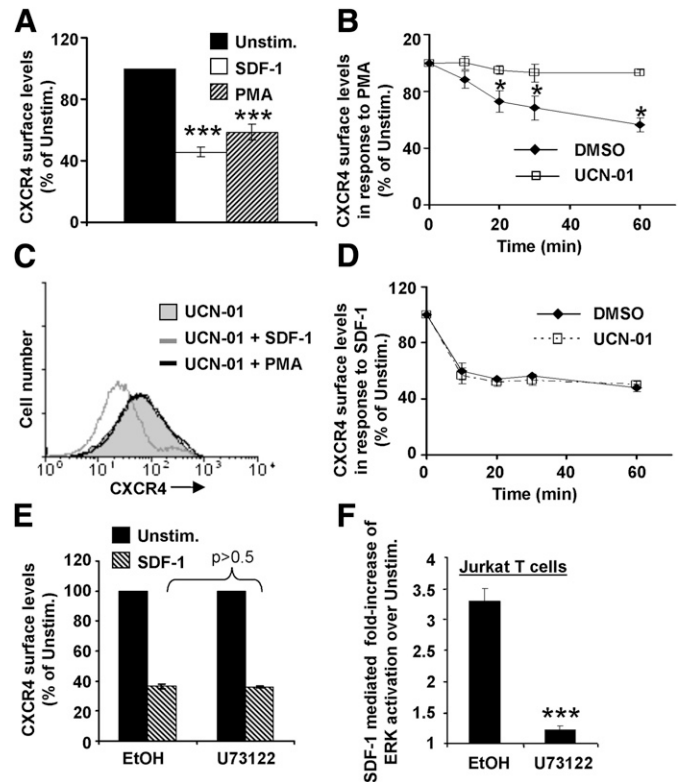 A
CXCR4 surface levels
(% of Unstim.)
120
80
40
0
Unstim.
SDF-1
PMA
***
***
B
CXCR4 surface levels
in response to PMA
(% of Unstim.)
20
80
40
0
*
*
*
DMSO
UCN-01
0
20
40
60
Time (min)
C
Cell number
UCN-01
UCN-01 + SDF-1
UCN-01 + PMA
10⁰
10¹
10²
10³
10⁴
CXCR4
D
CXCR4 surface levels
in response to SDF-1
(% of Unstim.)
120
80
40
0
DMSO
UCN-01
0
20
40
60
Time (min)
E
CXCR4 surface levels
(% of Unstim.)
120
100
80
60
40
20
0
Unstim.
SDF-1
p>0.5
EtOH
U73122
F
SDF-1 mediated fold-increase of
ERK activation over Unstim.
4
3.5
3
2.5
2
1.5
1
Jurkat T cells
***
EtOH
U73122